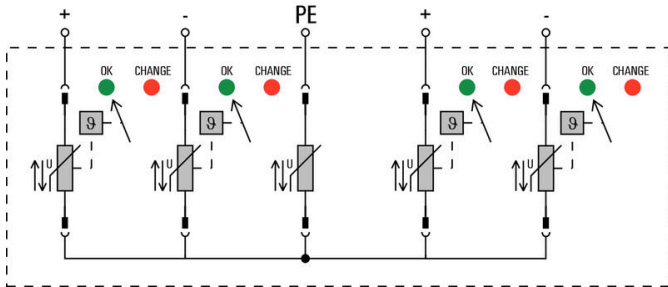 + - PE + -
OK CHANGE OK CHANGE OK CHANGE OK CHANGE
ϑ ϑ ϑ ϑ
U U U U U